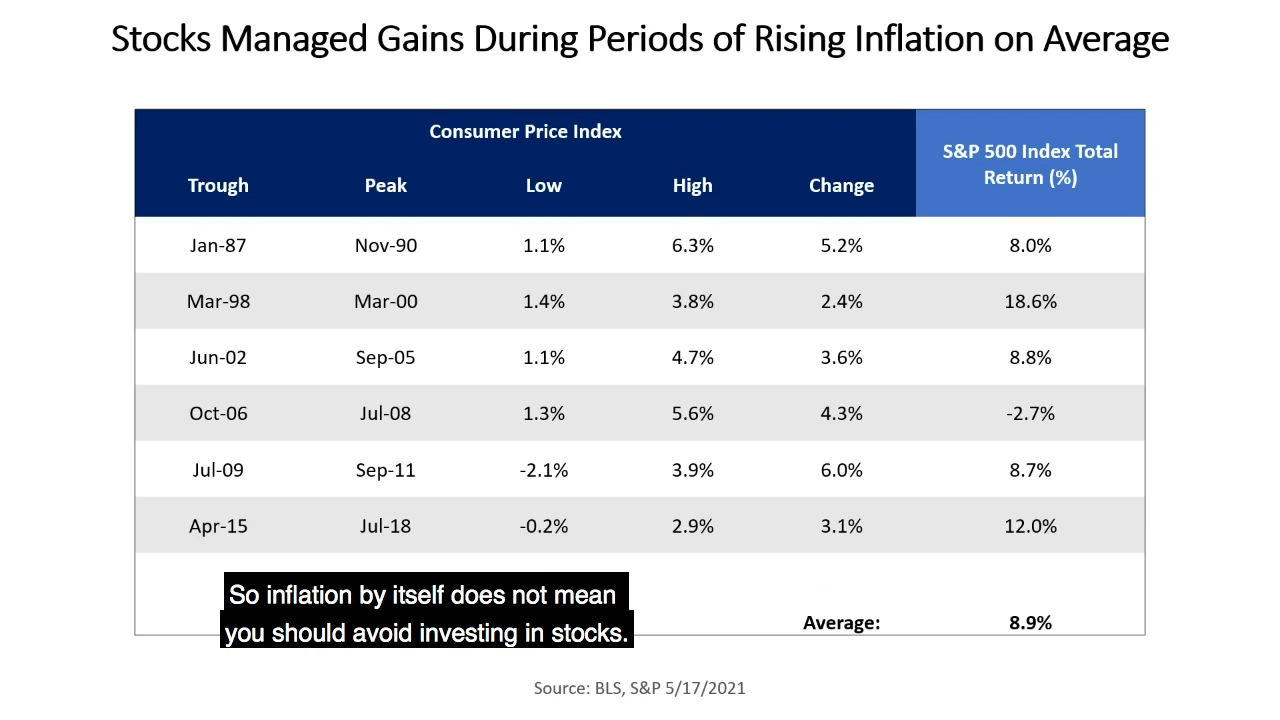 Stocks Managed Gains During Periods of Rising Inflation on Average
Consumer Price Index
S&P 500 Index Total
Return (%)
Trough Peak Low High Change
Jan-87 Nov-90 1.1% 6.3% 5.2% 8.0%
Mar-98 Mar-00 1.4% 3.8% 2.4% 18.6%
Jun-02 Sep-05 1.1% 4.7% 3.6% 8.8%
Oct-06 Jul-08 1.3% 5.6% 4.3% -2.7%
Jul-09 Sep-11 -2.1% 3.9% 6.0% 8.7%
Apr-15 Jul-18 -0.2% 2.9% 3.1% 12.0%
So inflation by itself does not mean
you should avoid investing in stocks.
Average: 8.9%
Source: BLS, S&P 5/17/2021